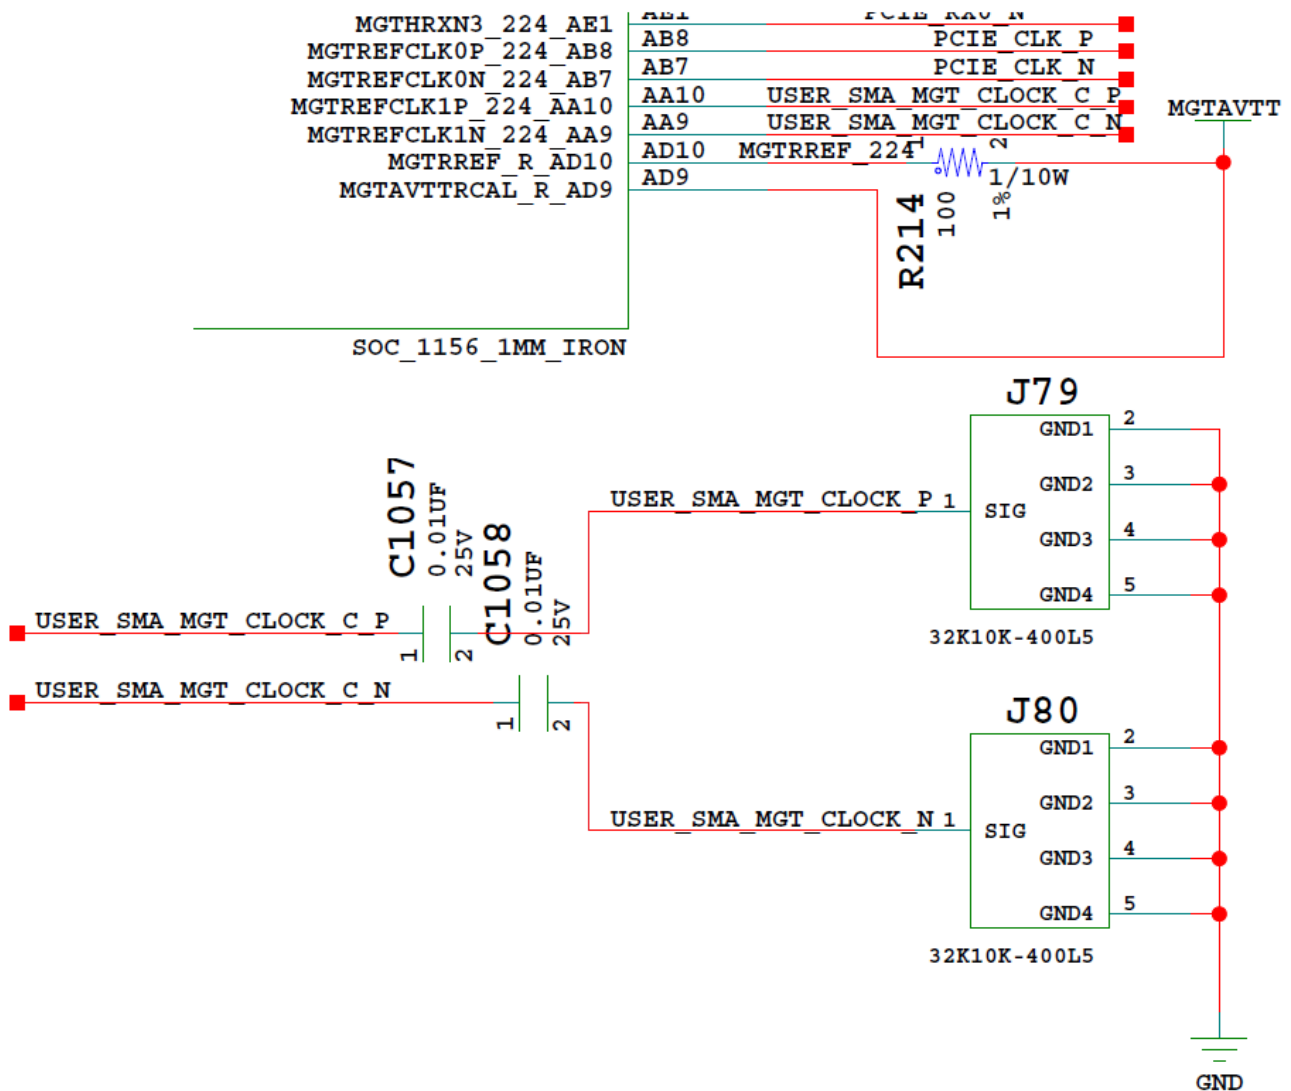 MGTHRXN3_224_AE1 AE1 PCIE_RX0_N
MGTREFCLK0P_224_AB8 AB8 PCIE_CLK_P
MGTREFCLK0N_224_AB7 AB7 PCIE_CLK_N
MGTREFCLK1P_224_AA10 AA10 USER_SMA_MGT_CLOCK_C_P
MGTAVTT
MGTREFCLK1N_224_AA9 AA9 USER_SMA_MGT_CLOCK_C_N
MGTRREF_R_AD10 AD10 MGTRREF_224 1 2
MGTAVTTRCAL_R_AD9 AD9 1/10W
R214 100 1%
SOC_1156_1MM_IRON
J79
GND1 2
GND2 3
USER_SMA_MGT_CLOCK_P 1 SIG
GND3 4
GND4 5
32K10K-400L5
C1057 0.01UF 25V
C1058 0.01UF 25V
USER_SMA_MGT_CLOCK_C_P 1 2
USER_SMA_MGT_CLOCK_C_N 1 2
J80
GND1 2
GND2 3
USER_SMA_MGT_CLOCK_N 1 SIG
GND3 4
GND4 5
32K10K-400L5
GND